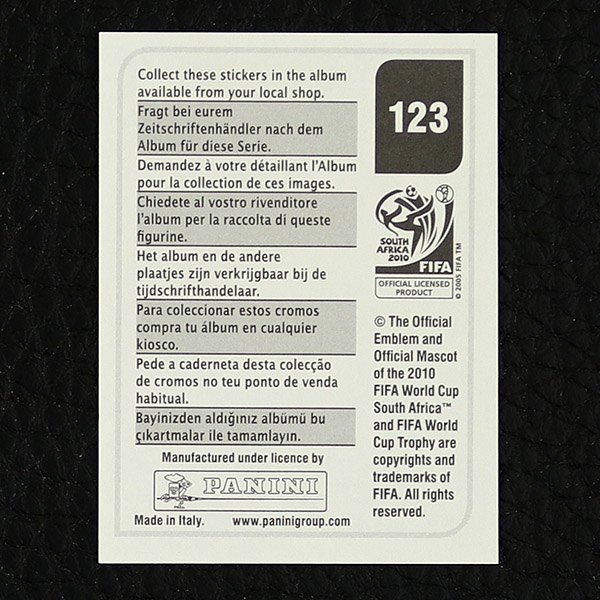 Collect these stickers in the album
available from your local shop.
Fragt bei eurem
Zeitschriftenhändler nach dem
Album für diese Serie.
Demandez à votre détaillant l'Album
pour la collection de ces images.
Chiedete al vostro rivenditore
l'album per la raccolta di queste
figurine.
Het album en de andere
plaatjes zijn verkrijgbaar bij de
tijdschrifthandelaar.
Para coleccionar estos cromos
compra tu álbum en cualquier
kiosco.
Pede a caderneta desta colecção
de cromos no teu ponto de venda
habitual.
Bayinizden aldığınız albümü bu
çıkartmalar ile tamamlayın.
Manufactured under licence by
PANINI
Made in Italy. www.paninigroup.com
123
SOUTH
AFRICA
2010
FIFA
© 2005 FIFA TM
OFFICIAL LICENSED
PRODUCT
© The Official
Emblem and
Official Mascot
of the 2010
FIFA World Cup
South Africa™
and FIFA World
Cup Trophy are
copyrights and
trademarks of
FIFA. All rights
reserved.